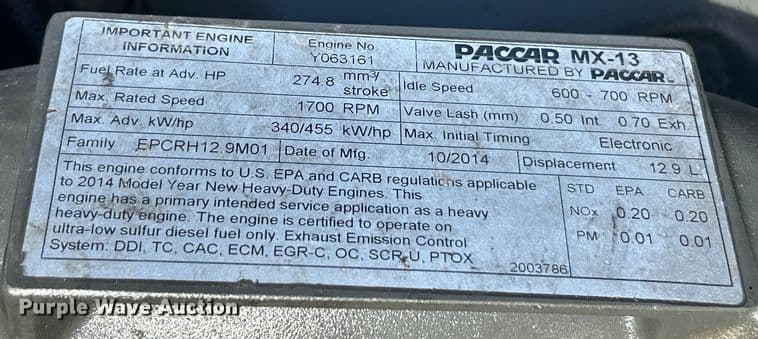 IMPORTANT ENGINE INFORMATION
Engine No. Y063161
PACCAR MX-13
MANUFACTURED BY PACCAR
Fuel Rate at Adv. HP 274.8 mm³/stroke
Idle Speed 600 - 700 RPM
Max. Rated Speed 1700 RPM
Valve Lash (mm) 0.50 Int. 0.70 Exh.
Max. Adv. kW/hp 340/455 kW/hp
Max. Initial Timing Electronic
Family EPCRH12.9M01
Date of Mfg. 10/2014
Displacement 12.9 L
This engine conforms to U.S. EPA and CARB regulations applicable
to 2014 Model Year New Heavy-Duty Engines. This
engine has a primary intended service application as a heavy
heavy-duty engine. The engine is certified to operate on
ultra-low sulfur diesel fuel only. Exhaust Emission Control
System: DDI, TC, CAC, ECM, EGR-C, OC, SCR-U, PTOX
STD EPA CARB
NOx 0.20 0.20
PM 0.01 0.01
2003786
Purple Wave Auction